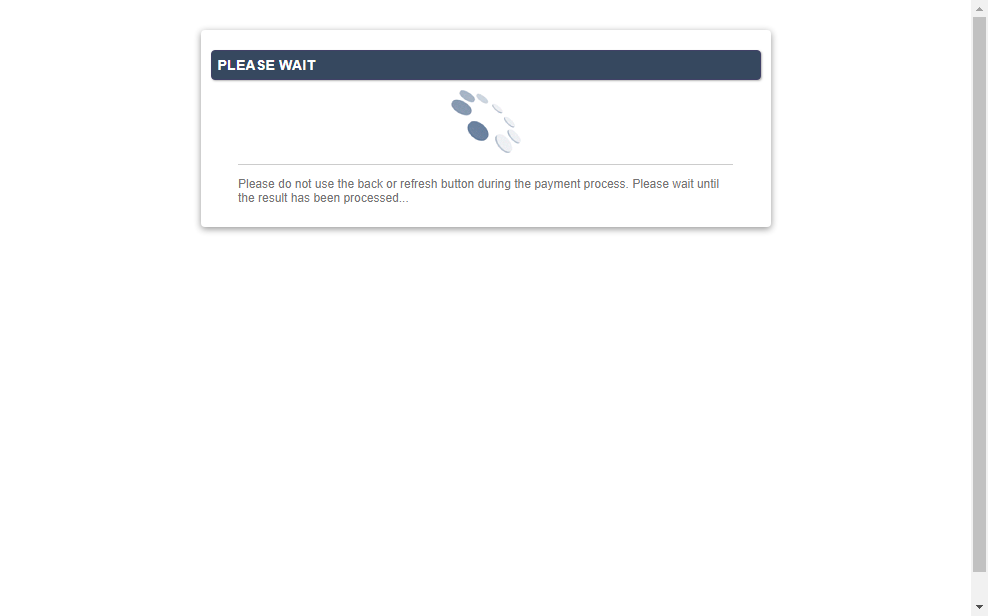 PLEASE WAIT
Please do not use the back or refresh button during the payment process. Please wait until
the result has been processed...